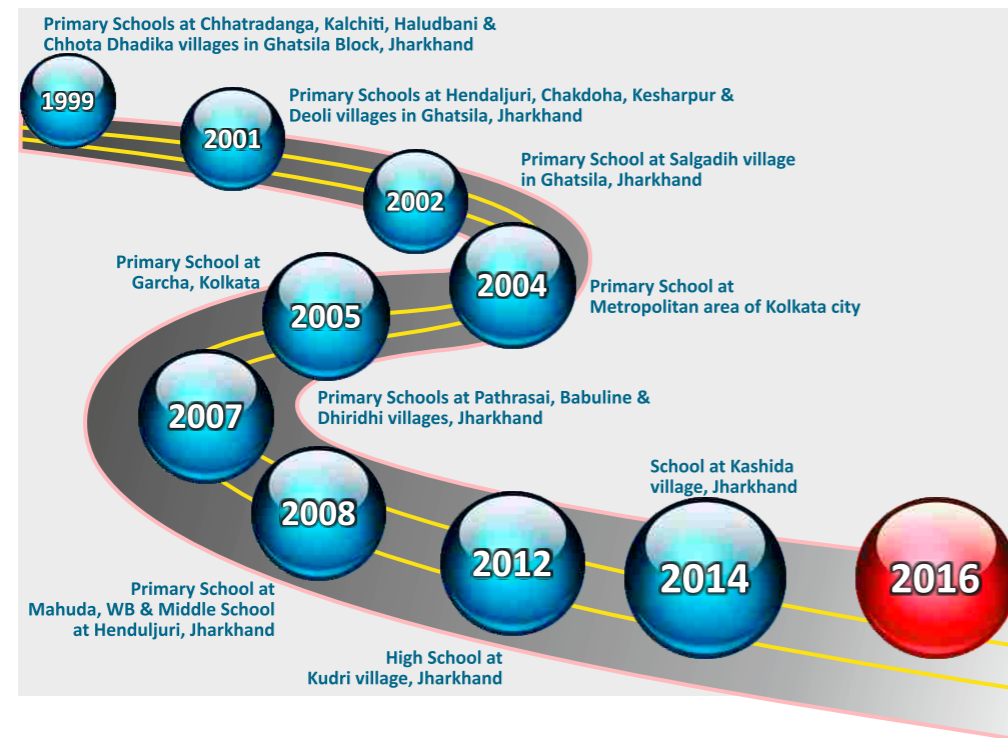 Primary Schools at Chhatradanga, Kalchiti, Haludbani &
Chhota Dhadika villages in Ghatsila Block, Jharkhand
1999
Primary Schools at Hendaljuri, Chakdoha, Kesharpur &
Deoli villages in Ghatsila, Jharkhand
2001
Primary School at Salgadih village
in Ghatsila, Jharkhand
2002
Primary School at
Metropolitan area of Kolkata city
2004
Primary School at
Garcha, Kolkata
2005
Primary Schools at Pathrasai, Babuline &
Dhiridhi villages, Jharkhand
2007
2008
Primary School at
Mahuda, WB & Middle School
at Henduljuri, Jharkhand
2012
High School at
Kudri village, Jharkhand
School at Kashida
village, Jharkhand
2014
2016